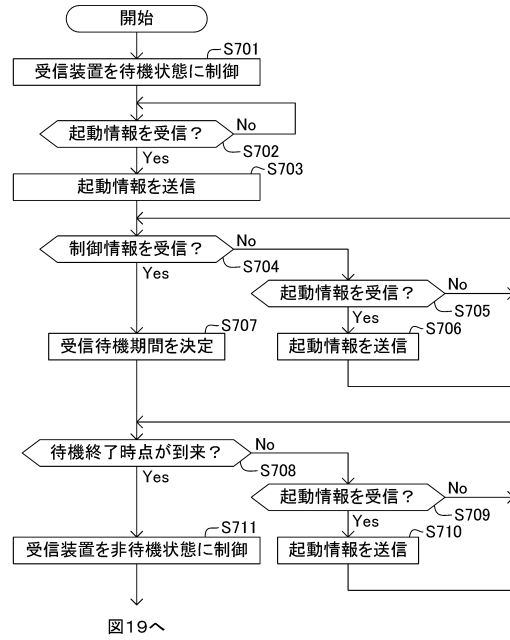 開始
S701
受信装置を待機状態に制御
起動情報を受信？
No
S702
Yes
S703
起動情報を送信
制御情報を受信？
No
S704
Yes
起動情報を受信？
No
S705
Yes
S706
起動情報を送信
S707
受信待機期間を決定
待機終了時点が到来？
No
S708
Yes
起動情報を受信？
No
S709
Yes
S710
起動情報を送信
S711
受信装置を非待機状態に制御
図19へ